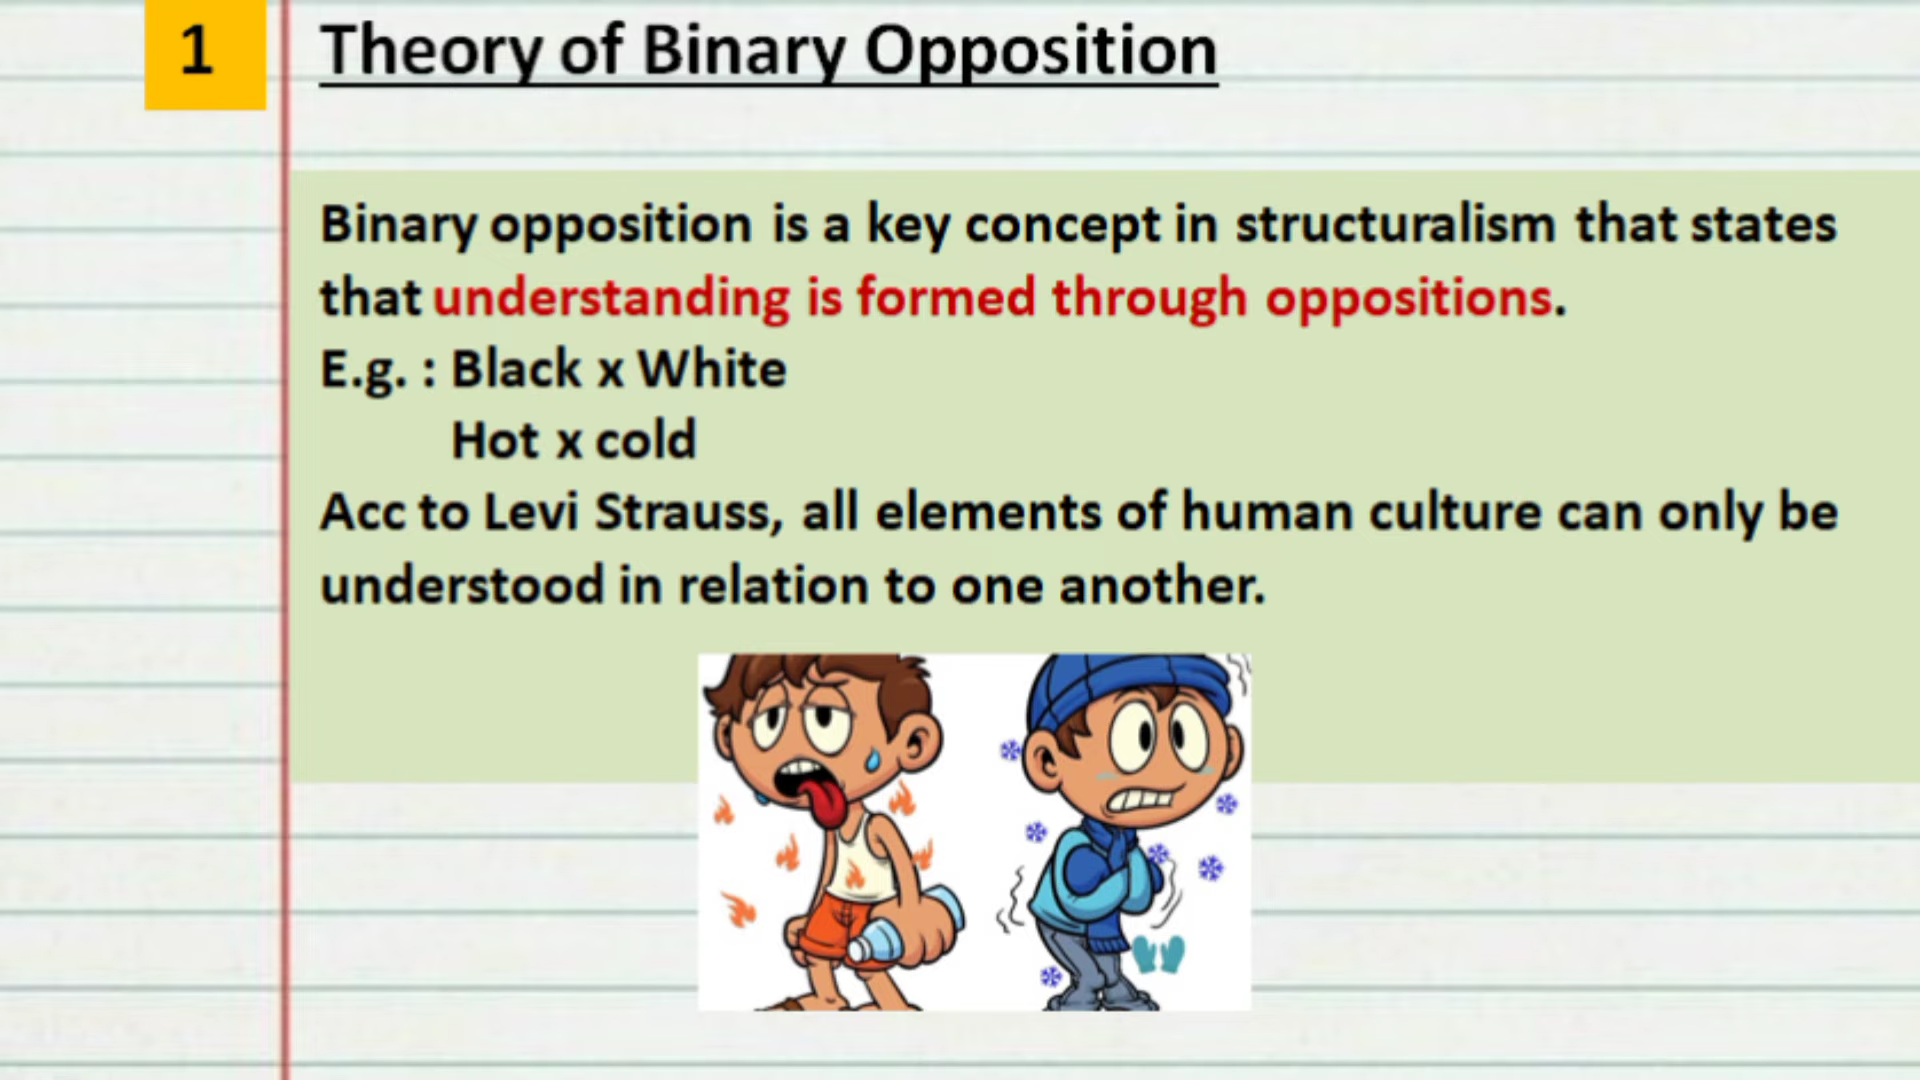 1
Theory of Binary Opposition
Binary opposition is a key concept in structuralism that states
that understanding is formed through oppositions.
E.g. : Black x White
Hot x cold
Acc to Levi Strauss, all elements of human culture can only be
understood in relation to one another.